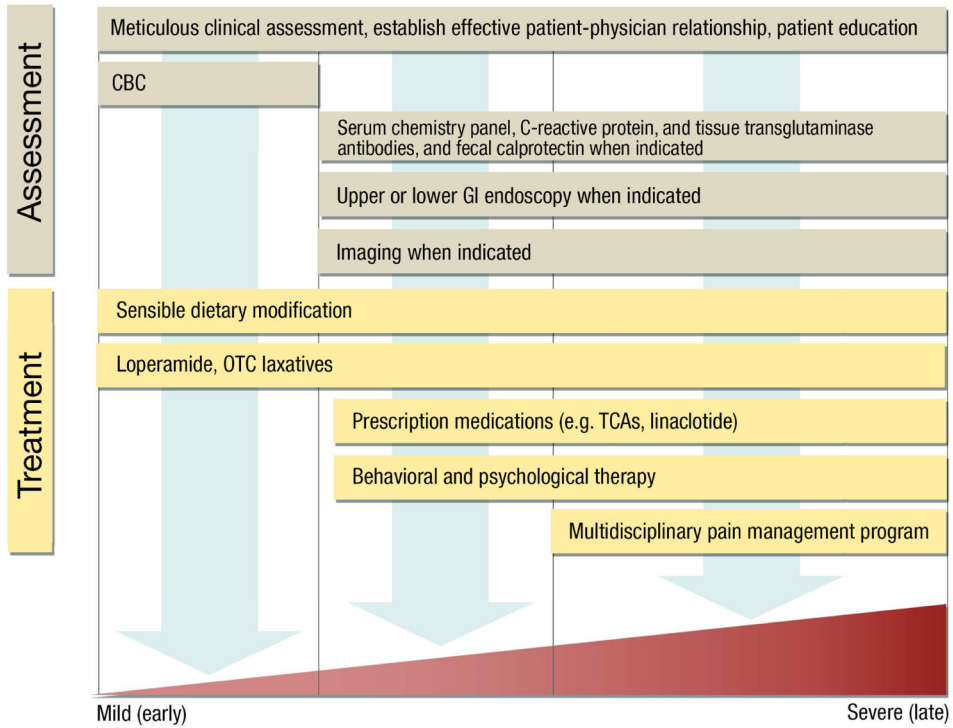 Assessment
Meticulous clinical assessment, establish effective patient-physician relationship, patient education
CBC
Serum chemistry panel, C-reactive protein, and tissue transglutaminase
antibodies, and fecal calprotectin when indicated
Upper or lower GI endoscopy when indicated
Imaging when indicated
Treatment
Sensible dietary modification
Loperamide, OTC laxatives
Prescription medications (e.g. TCAs, linaclotide)
Behavioral and psychological therapy
Multidisciplinary pain management program
Mild (early)
Severe (late)